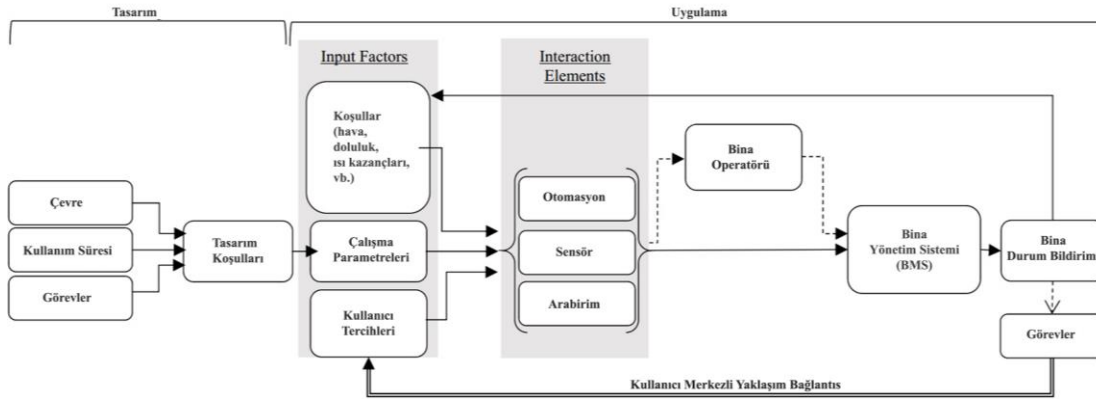 Tasarım
Uygulama
Input Factors
Interaction
Elements
Koşullar
(hava,
doluluk,
ısı kazançları,
vb.)
Bina
Operatörü
Çevre
Kullanım Süresi
Görevler
Tasarım
Koşulları
Çalışma
Parametreleri
Kullanıcı
Tercihleri
Otomasyon
Sensör
Arabirim
Bina
Yönetim Sistemi
(BMS)
Bina
Durum Bildirim
Görevler
Kullanıcı Merkezli Yaklaşım Bağlantıs